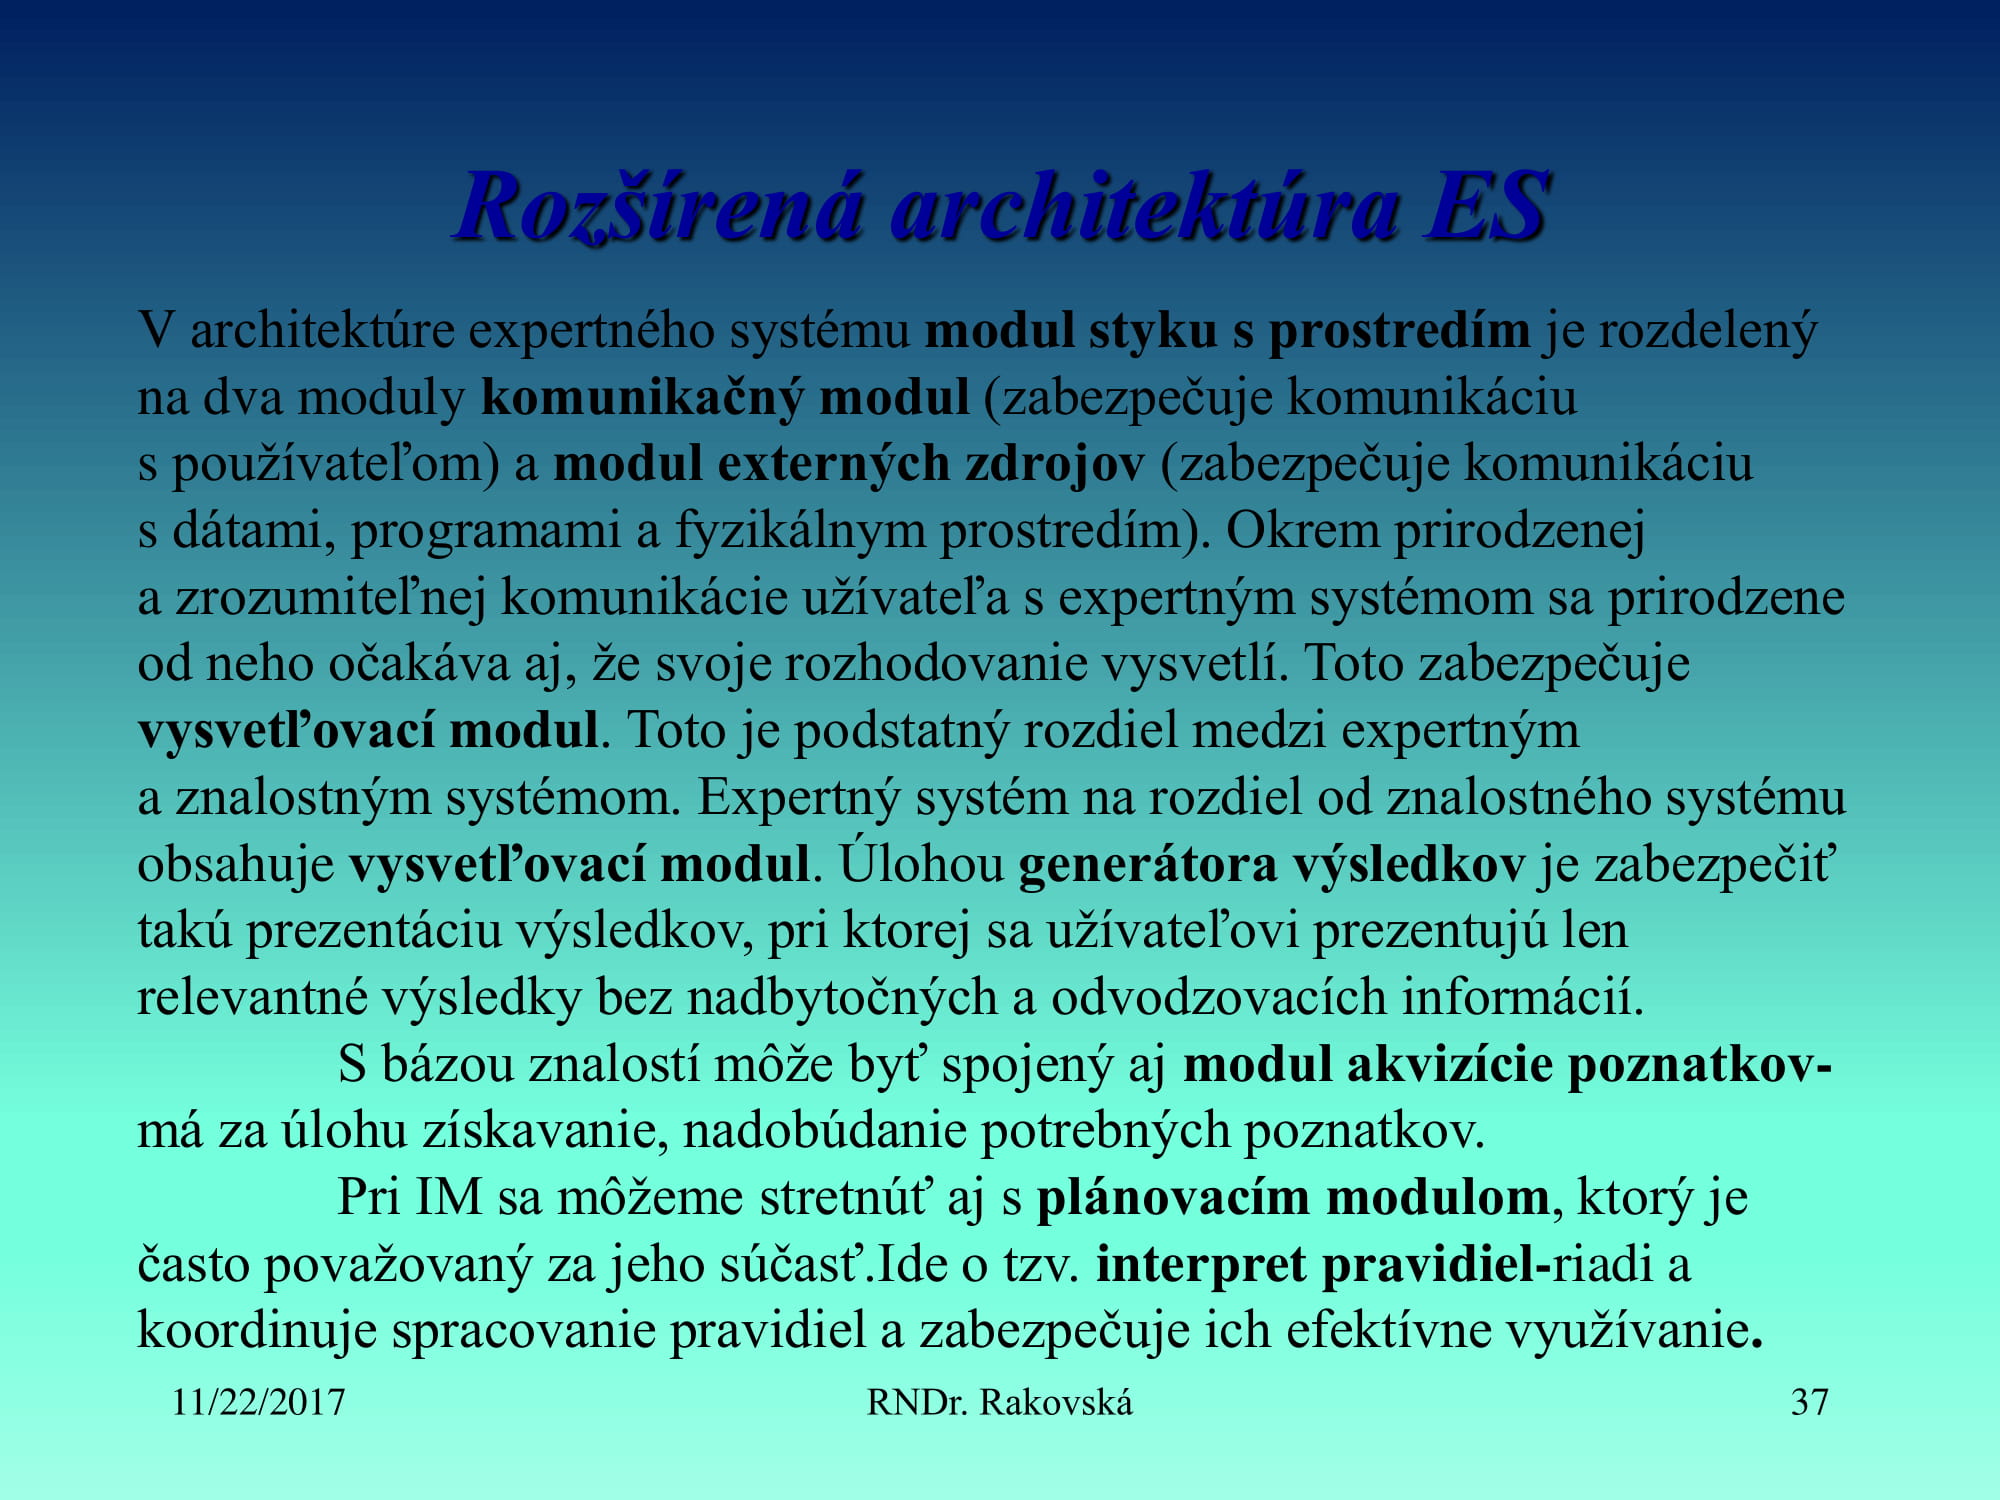 Rozšírená architektúra ES
V architektúre expertného systému modul styku s prostredím je rozdelený
na dva moduly komunikačný modul (zabezpečuje komunikáciu
s používateľom) a modul externých zdrojov (zabezpečuje komunikáciu
s dátami, programami a fyzikálnym prostredím). Okrem prirodzenej
a zrozumiteľnej komunikácie užívateľa s expertným systémom sa prirodzene
od neho očakáva aj, že svoje rozhodovanie vysvetlí. Toto zabezpečuje
vysvetľovací modul. Toto je podstatný rozdiel medzi expertným
a znalostným systémom. Expertný systém na rozdiel od znalostného systému
obsahuje vysvetľovací modul. Úlohou generátora výsledkov je zabezpečiť
takú prezentáciu výsledkov, pri ktorej sa užívateľovi prezentujú len
relevantné výsledky bez nadbytočných a odvodzovacích informácií.
S bázou znalostí môže byť spojený aj modul akvizície poznatkov-
má za úlohu získavanie, nadobúdanie potrebných poznatkov.
Pri IM sa môžeme stretnúť aj s plánovacím modulom, ktorý je
často považovaný za jeho súčasť.Ide o tzv. interpret pravidiel-riadi a
koordinuje spracovanie pravidiel a zabezpečuje ich efektívne využívanie.
11/22/2017
RNDr. Rakovská
37